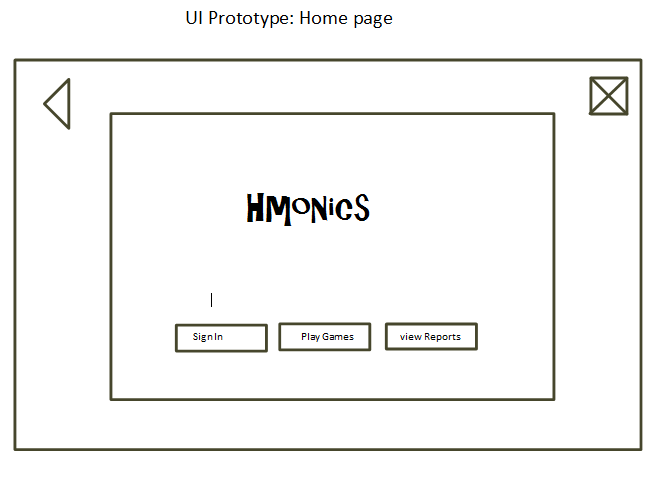 UI Prototype: Home page
HMONiCS
Sign In
Play Games
view Reports